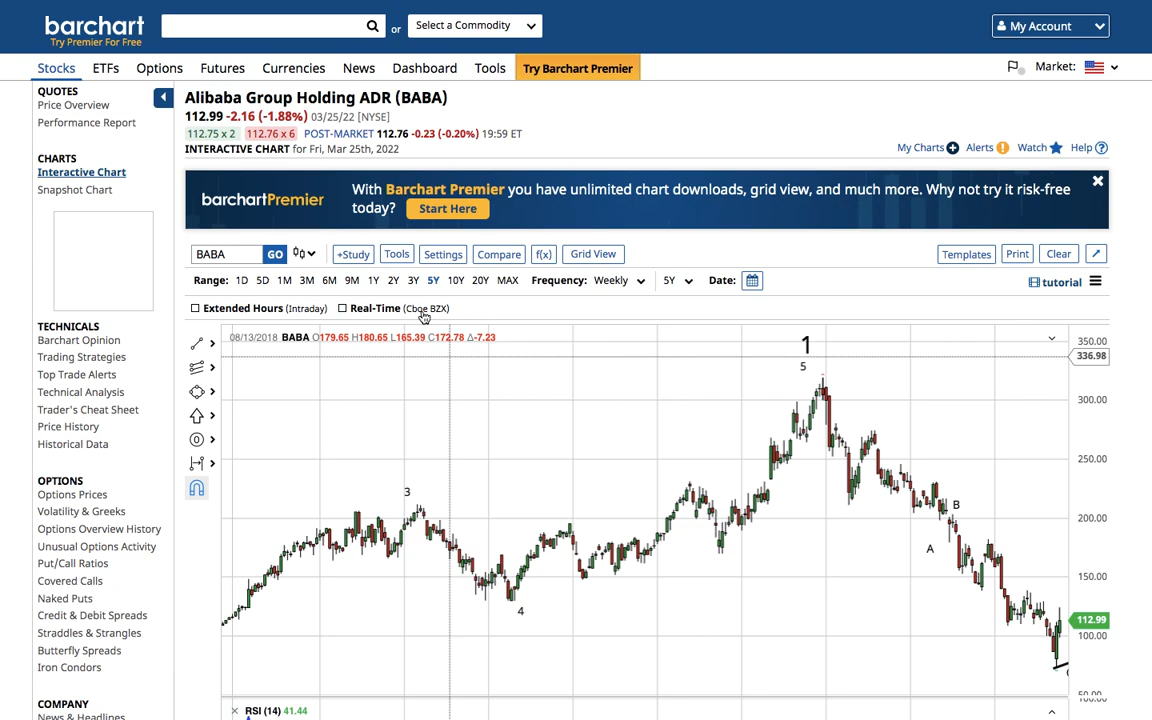 barchart
Try Premier For Free
or
Select a Commodity
My Account
Stocks ETFs Options Futures Currencies News Dashboard Tools Try Barchart Premier
Market:
QUOTES
Price Overview
Performance Report
CHARTS
Interactive Chart
Snapshot Chart
TECHNICALS
Barchart Opinion
Trading Strategies
Top Trade Alerts
Technical Analysis
Trader's Cheat Sheet
Price History
Historical Data
OPTIONS
Options Prices
Volatility & Greeks
Options Overview History
Unusual Options Activity
Put/Call Ratios
Covered Calls
Naked Puts
Credit & Debit Spreads
Straddles & Strangles
Butterfly Spreads
Iron Condors
COMPANY
News & Headlines
Alibaba Group Holding ADR (BABA)
112.99 -2.16 (-1.88%) 03/25/22 [NYSE]
112.75 x 2 112.76 x 6 POST-MARKET 112.76 -0.23 (-0.20%) 19:59 ET
INTERACTIVE CHART for Fri, Mar 25th, 2022
My Charts Alerts Watch Help
barchartPremier
With Barchart Premier you have unlimited chart downloads, grid view, and much more. Why not try it risk-free
today? Start Here
BABA GO +Study Tools Settings Compare f(x) Grid View Templates Print Clear
Range: 1D 5D 1M 3M 6M 9M 1Y 2Y 3Y 5Y 10Y 20Y MAX Frequency: Weekly 5Y Date: tutorial
Extended Hours (Intraday) Real-Time (Cboe BZX)
08/13/2018 BABA O179.65 H180.65 L165.39 C172.78 Δ-7.23
350.00
336.98
300.00
250.00
200.00
150.00
112.99
100.00
50.00
1
5
3
4
B
A
RSI (14) 41.44
100.00